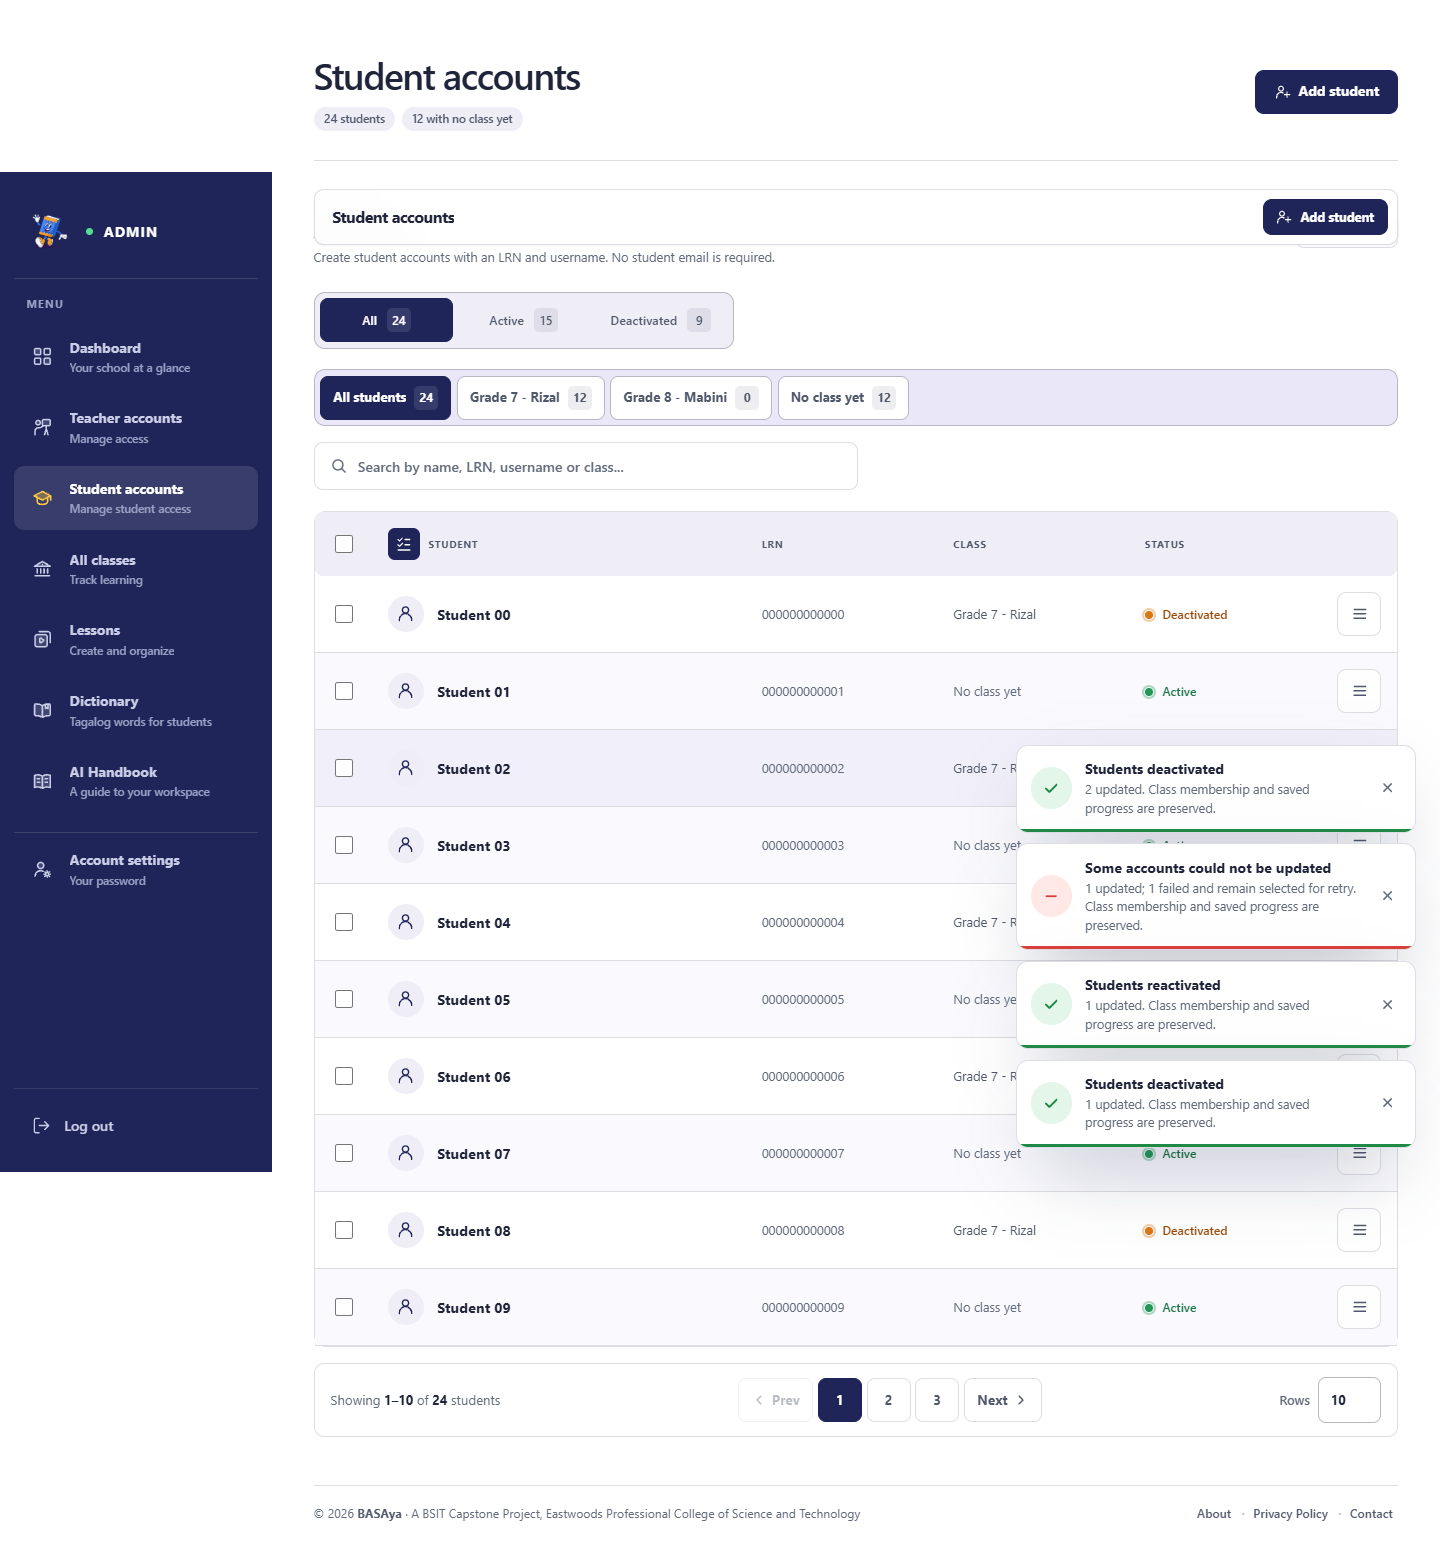 Student accounts
24 students
12 with no class yet
Add student
ADMIN
MENU
Dashboard
Your school at a glance
Teacher accounts
Manage access
Student accounts
Manage student access
All classes
Track learning
Lessons
Create and organize
Dictionary
Tagalog words for students
AI Handbook
A guide to your workspace
Account settings
Your password
Log out
Student accounts
Add student
Create student accounts with an LRN and username. No student email is required.
All 24
Active 15
Deactivated 9
All students 24
Grade 7 - Rizal 12
Grade 8 - Mabini 0
No class yet 12
Search by name, LRN, username or class...
STUDENT LRN CLASS STATUS
Student 00 000000000000 Grade 7 - Rizal Deactivated
Student 01 000000000001 No class yet Active
Student 02 000000000002 Grade 7 - R
Student 03 000000000003 No class yet
Student 04 000000000004 Grade 7 - R
Student 05 000000000005 No class ye
Student 06 000000000006 Grade 7 - R
Student 07 000000000007 No class yet Active
Student 08 000000000008 Grade 7 - Rizal Deactivated
Student 09 000000000009 No class yet Active
Students deactivated
2 updated. Class membership and saved
progress are preserved.
Some accounts could not be updated
1 updated; 1 failed and remain selected for retry.
Class membership and saved progress are
preserved.
Students reactivated
1 updated. Class membership and saved
progress are preserved.
Students deactivated
1 updated. Class membership and saved
progress are preserved.
Showing 1–10 of 24 students
Prev 1 2 3 Next
Rows 10
© 2026 BASAya · A BSIT Capstone Project, Eastwoods Professional College of Science and Technology
About · Privacy Policy · Contact